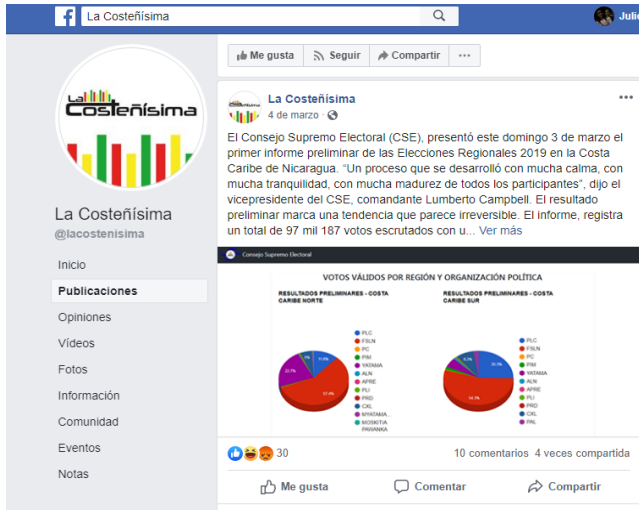 La Costeñísima
Julio
La
Costeñísima
La Costeñísima
@lacostenisima
Inicio
Publicaciones
Opiniones
Vídeos
Fotos
Información
Comunidad
Eventos
Notas
Me gusta
Seguir
Compartir
La Costeñísima
4 de marzo
El Consejo Supremo Electoral (CSE), presentó este domingo 3 de marzo el
primer informe preliminar de las Elecciones Regionales 2019 en la Costa
Caribe de Nicaragua. “Un proceso que se desarrolló con mucha calma, con
mucha tranquilidad, con mucha madurez de todos los participantes”, dijo el
vicepresidente del CSE, comandante Lumberto Campbell. El resultado
preliminar marca una tendencia que parece irreversible. El informe, registra
un total de 97 mil 187 votos escrutados con u... Ver más
Consejo Supremo Electoral
VOTOS VÁLIDOS POR REGIÓN Y ORGANIZACIÓN POLÍTICA
RESULTADOS PRELIMINARES - COSTA
CARIBE NORTE
PLC
FSLN
PC
PIM
YATAMA
ALN
APRE
PLI
PRD
CXL
MYATAMA...
MOSKITIA
PAWANKA
RESULTADOS PRELIMINARES - COSTA
CARIBE SUR
PLC
FSLN
PC
PIM
YATAMA
ALN
APRE
PLI
PRD
CXL
PAL
30
10 comentarios 4 veces compartida
Me gusta
Comentar
Compartir